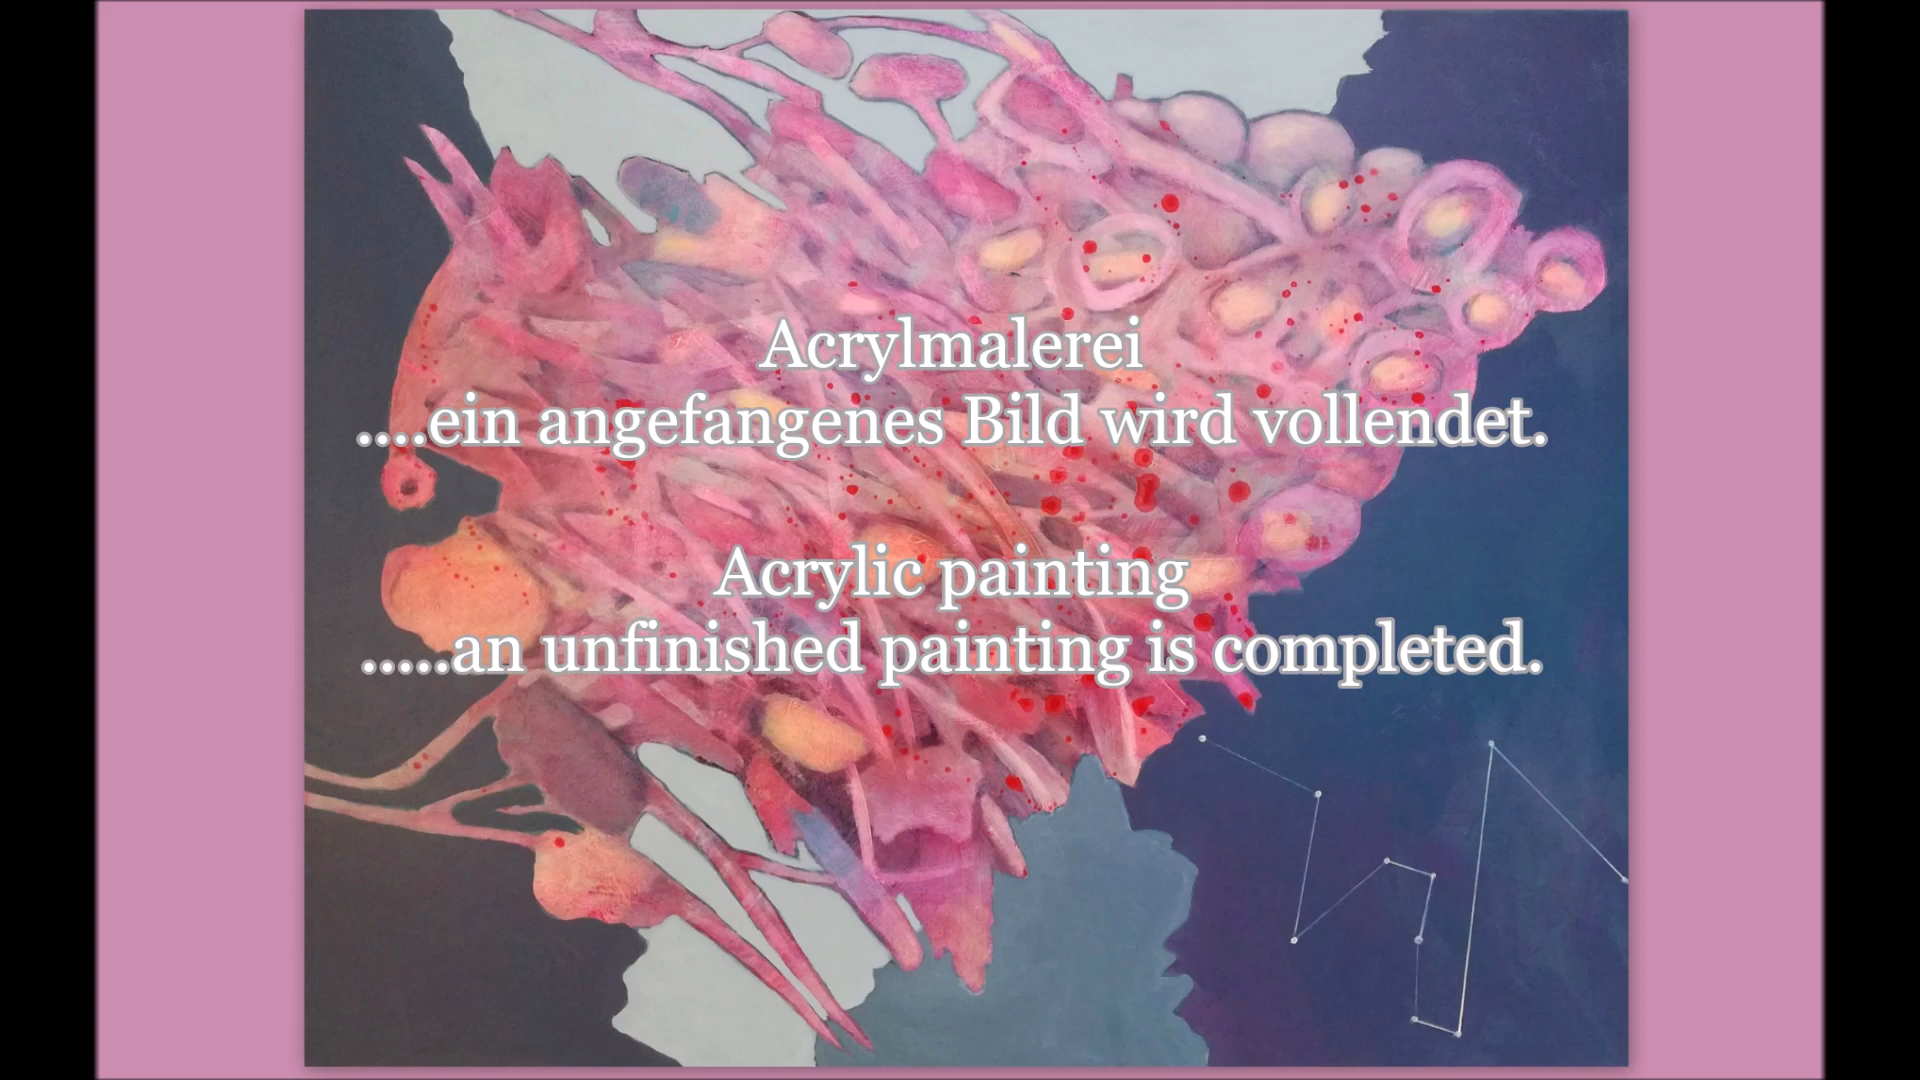 Acrylmalerei
....ein angefangenes Bild wird vollendet.
Acrylic painting
.....an unfinished painting is completed.